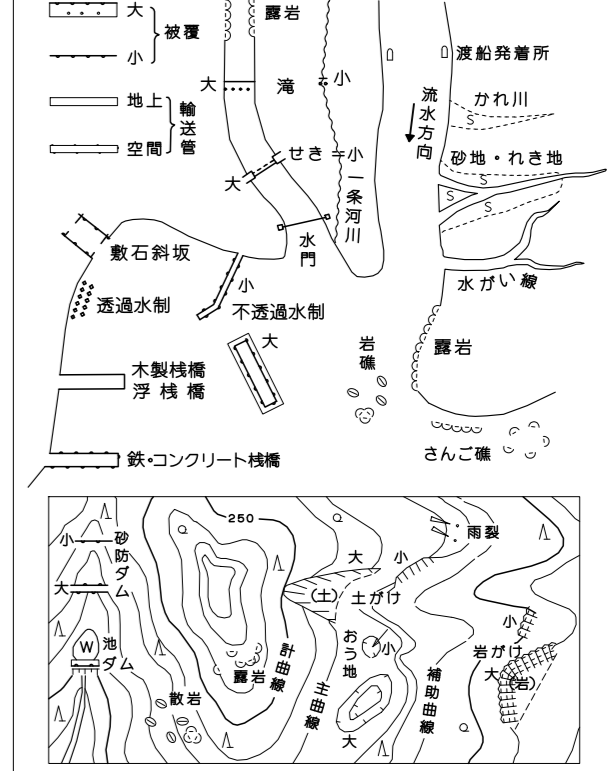 大
被覆
小
地上
輸送管
空間
露岩
大
滝
小
せき
小
大
一条河川
水門
渡船発着所
流水方向
かれ川
S
砂地・れき地
S
S
S
水がい線
敷石斜坂
透過水制
小
不透過水制
大
木製桟橋
浮桟橋
鉄・コンクリート桟橋
岩礁
露岩
さんご礁
250
小
砂防ダム
大
W
池
ダム
散岩
露岩
計曲線
主曲線
大
小
(土)
土がけ
おう地
小
大
補助曲線
雨裂
小
岩がけ
大
(岩)